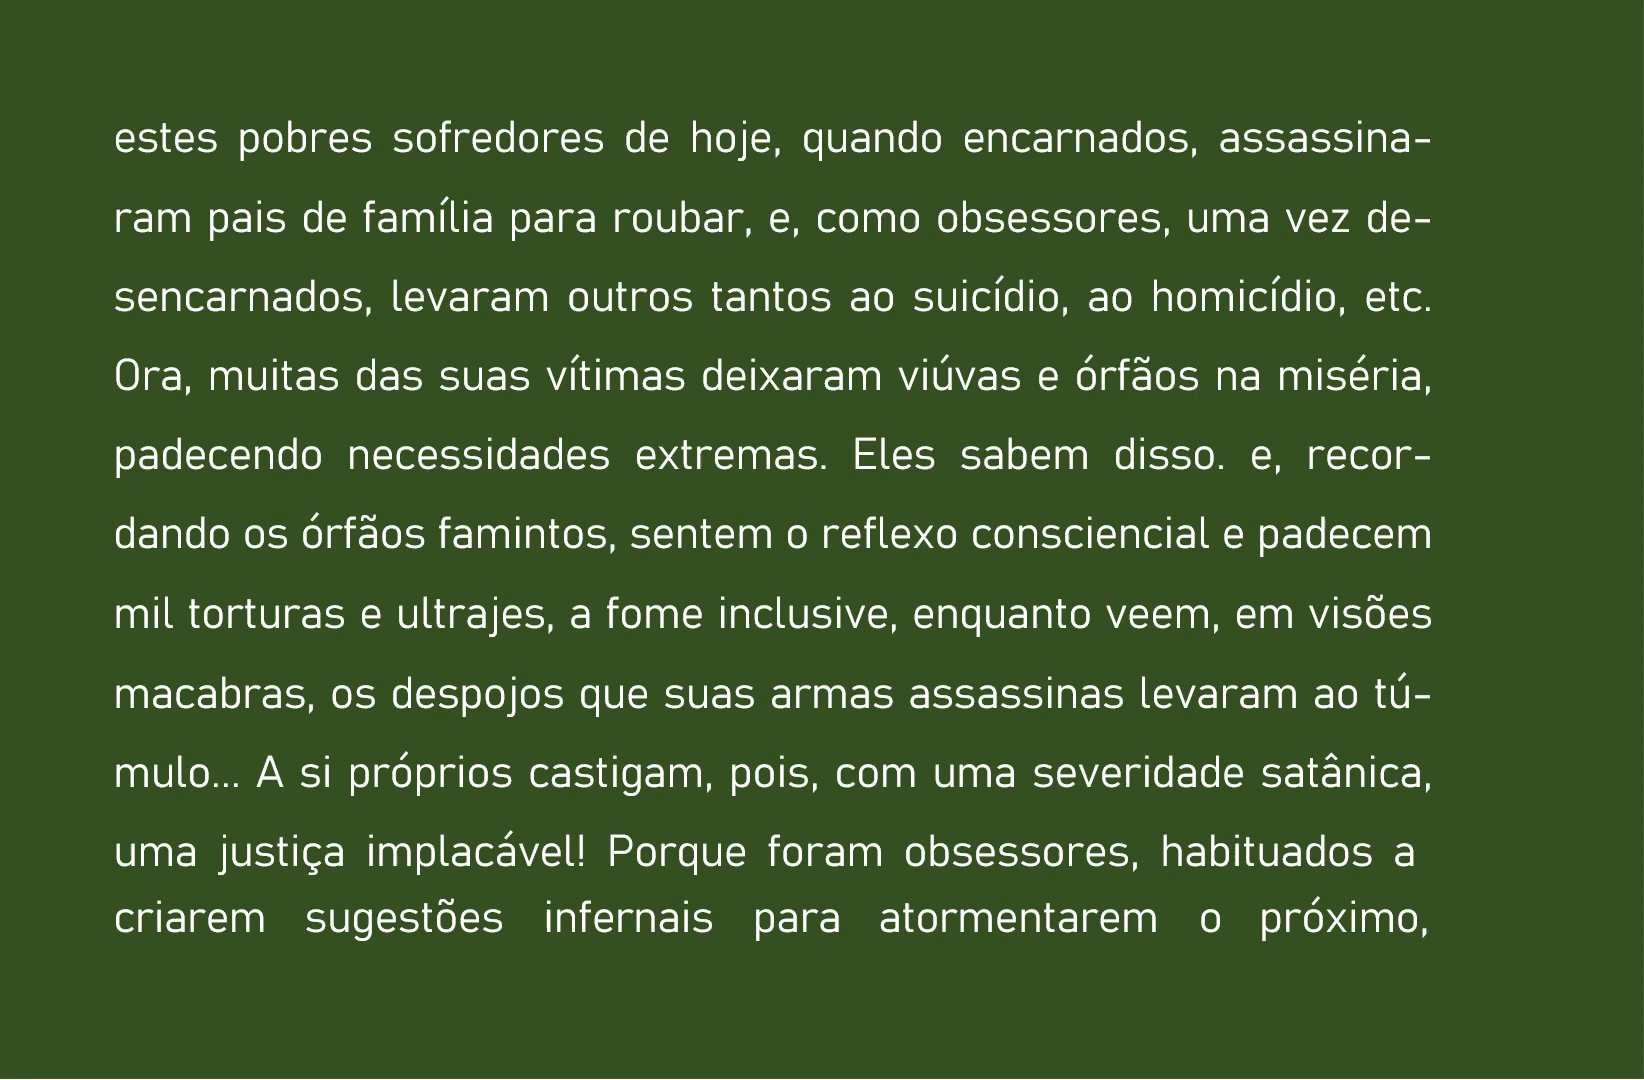 estes pobres sofredores de hoje, quando encarnados, assassina-
ram pais de família para roubar, e, como obsessores, uma vez de-
sencarnados, levaram outros tantos ao suicídio, ao homicídio, etc.
Ora, muitas das suas vítimas deixaram viúvas e órfãos na miséria,
padecendo necessidades extremas. Eles sabem disso. e, recor-
dando os órfãos famintos, sentem o reflexo consciencial e padecem
mil torturas e ultrajes, a fome inclusive, enquanto veem, em visões
macabras, os despojos que suas armas assassinas levaram ao tú-
mulo... A si próprios castigam, pois, com uma severidade satânica,
uma justiça implacável! Porque foram obsessores, habituados a
criarem sugestões infernais para atormentarem o próximo,